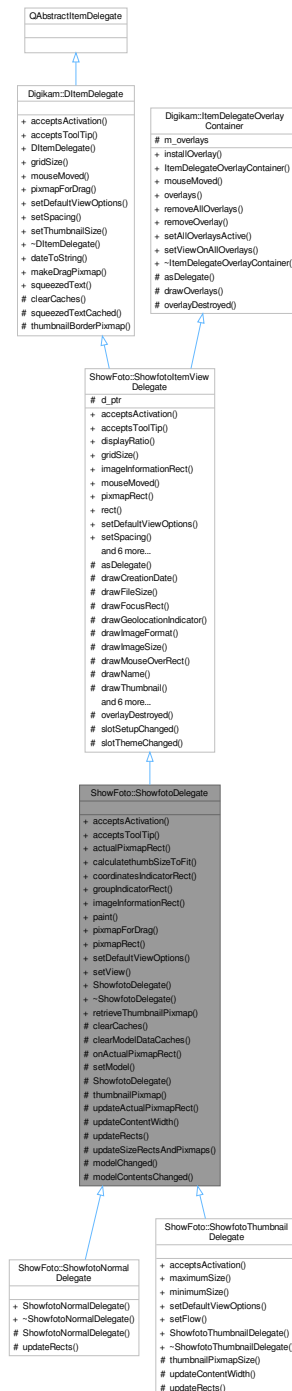 QAbstractItemDelegate
Digikam::DItemDelegate
+ acceptsActivation()
+ acceptsToolTip()
+ DItemDelegate()
+ gridSize()
+ mouseMoved()
+ pixmapForDrag()
+ setDefaultViewOptions()
+ setSpacing()
+ setThumbnailSize()
+ ~DItemDelegate()
+ dateToString()
+ makeDragPixmap()
+ squeezedText()
# clearCaches()
# squeezedTextCached()
# thumbnailBorderPixmap()
Digikam::ItemDelegateOverlay
Container
# m_overlays
+ installOverlay()
+ ItemDelegateOverlayContainer()
+ mouseMoved()
+ overlays()
+ removeAllOverlays()
+ removeOverlay()
+ setAllOverlaysActive()
+ setViewOnAllOverlays()
+ ~ItemDelegateOverlayContainer()
# asDelegate()
# drawOverlays()
# overlayDestroyed()
ShowFoto::ShowfotoItemView
Delegate
# d_ptr
+ acceptsActivation()
+ acceptsToolTip()
+ displayRatio()
+ gridSize()
+ imageInformationRect()
+ mouseMoved()
+ pixmapRect()
+ rect()
+ setDefaultViewOptions()
+ setSpacing()
and 6 more...
# asDelegate()
# drawCreationDate()
# drawFileSize()
# drawFocusRect()
# drawGeolocationIndicator()
# drawImageFormat()
# drawImageSize()
# drawMouseOverRect()
# drawName()
# drawThumbnail()
and 6 more...
# overlayDestroyed()
# slotSetupChanged()
# slotThemeChanged()
ShowFoto::ShowfotoDelegate
+ acceptsActivation()
+ acceptsToolTip()
+ actualPixmapRect()
+ calculatethumbSizeToFit()
+ coordinatesIndicatorRect()
+ groupIndicatorRect()
+ imageInformationRect()
+ paint()
+ pixmapForDrag()
+ pixmapRect()
+ setDefaultViewOptions()
+ setView()
+ ShowfotoDelegate()
+ ~ShowfotoDelegate()
+ retrieveThumbnailPixmap()
# clearCaches()
# clearModelDataCaches()
# onActualPixmapRect()
# setModel()
# ShowfotoDelegate()
# thumbnailPixmap()
# updateActualPixmapRect()
# updateContentWidth()
# updateRects()
# updateSizeRectsAndPixmaps()
# modelChanged()
# modelContentsChanged()
ShowFoto::ShowfotoNormal
Delegate
+ ShowfotoNormalDelegate()
+ ~ShowfotoNormalDelegate()
# ShowfotoNormalDelegate()
# updateRects()
ShowFoto::ShowfotoThumbnail
Delegate
+ acceptsActivation()
+ maximumSize()
+ minimumSize()
+ setDefaultViewOptions()
+ setFlow()
+ ShowfotoThumbnailDelegate()
+ ~ShowfotoThumbnailDelegate()
# thumbnailPixmapSize()
# updateContentWidth()
# updateRects()